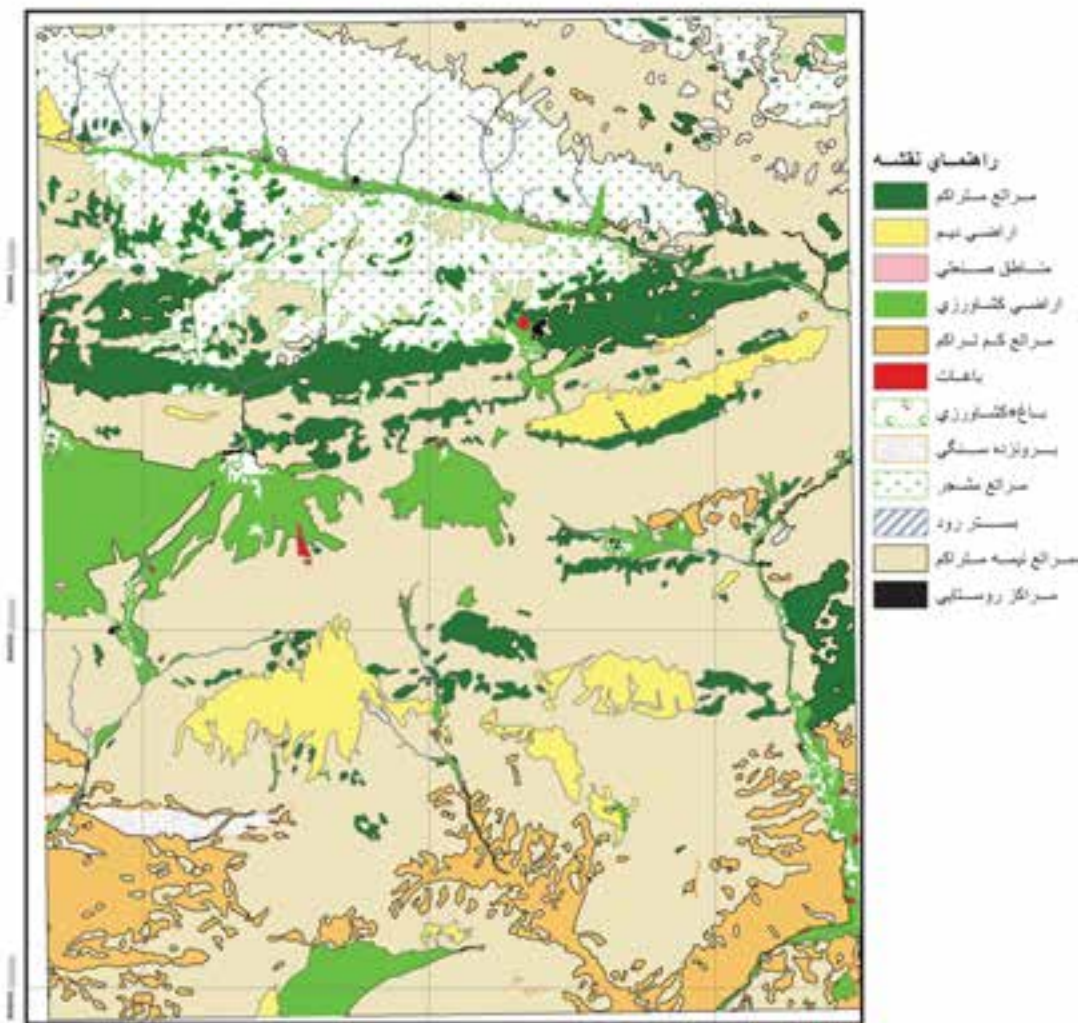 راهنمای نقشه
مراتع متراکم
اراضی دیم
مناطق صنعتی
اراضی کشاورزی
مراتع کم تراکم
باغات
باغ+کشاورزی
برونزده سنگی
مراتع مشجر
بستر رود
مراتع نیمه متراکم
مراکز روستایی